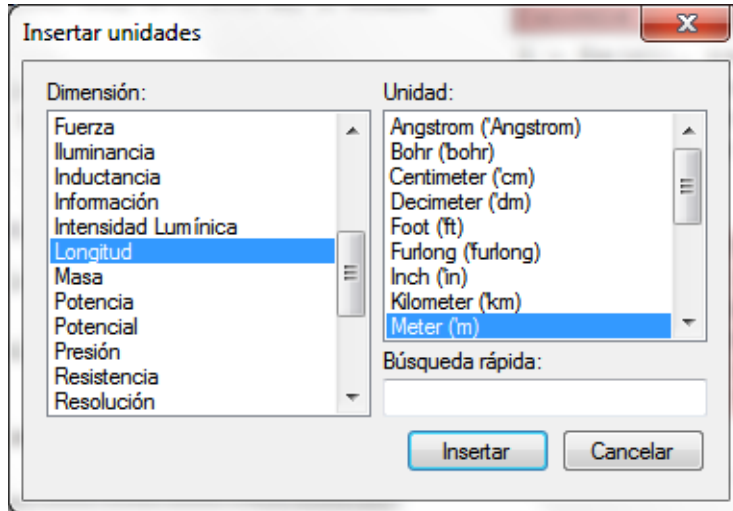 Insertar unidades
Dimensión:
Fuerza
Iluminancia
Inductancia
Información
Intensidad Lumínica
Longitud
Masa
Potencia
Potencial
Presión
Resistencia
Resolución
Unidad:
Angstrom ('Angstrom)
Bohr ('bohr)
Centimeter ('cm)
Decimeter ('dm)
Foot ('ft)
Furlong ('furlong)
Inch ('in)
Kilometer ('km)
Meter ('m)
Búsqueda rápida:
Insertar
Cancelar